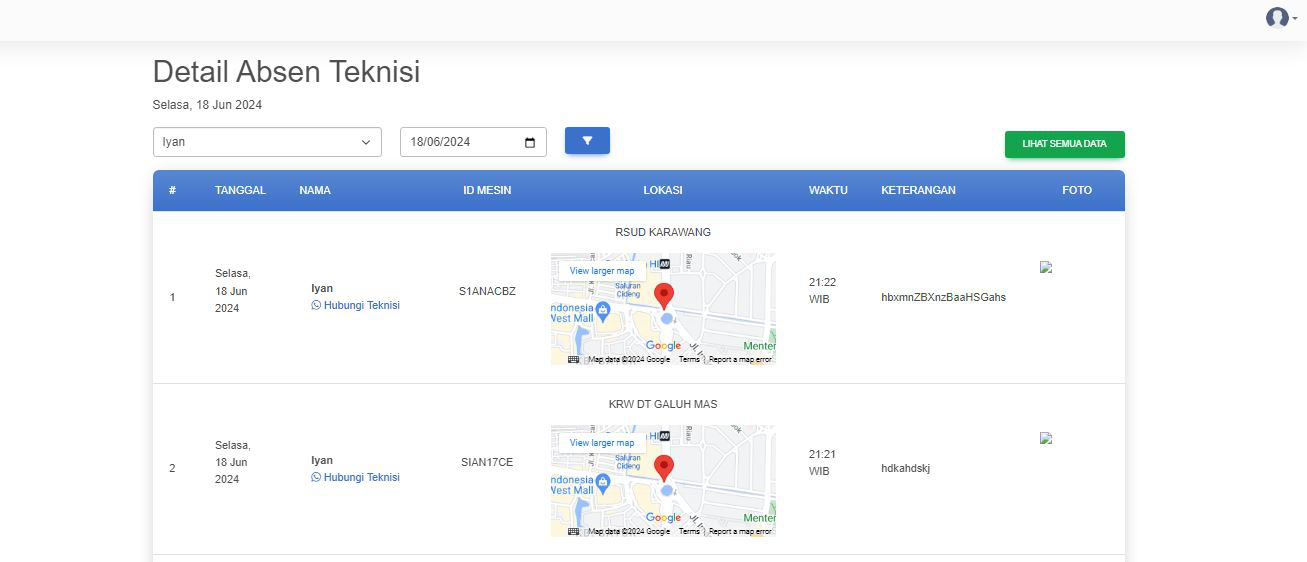 Detail Absen Teknisi
Selasa, 18 Jun 2024
Iyan
18/06/2024
LIHAT SEMUA DATA
# TANGGAL NAMA ID MESIN LOKASI WAKTU KETERANGAN FOTO
RSUD KARAWANG
1
Selasa,
18 Jun
2024
Iyan
Hubungi Teknisi
S1ANACBZ
View larger map
HI
Riau
Saluran
Cideng
ndonesia
West Mall
Google
Menter
Map data ©2024 Google Terms Report a map error
21:22
WIB
hbxmnZBXnzBaaHSGahs
KRW DT GALUH MAS
2
Selasa,
18 Jun
2024
Iyan
Hubungi Teknisi
SIAN17CE
View larger map
HI
Riau
Saluran
Cideng
ndonesia
West Mall
Google
Menter
Map data ©2024 Google Terms Report a map error
21:21
WIB
hdkahdskj